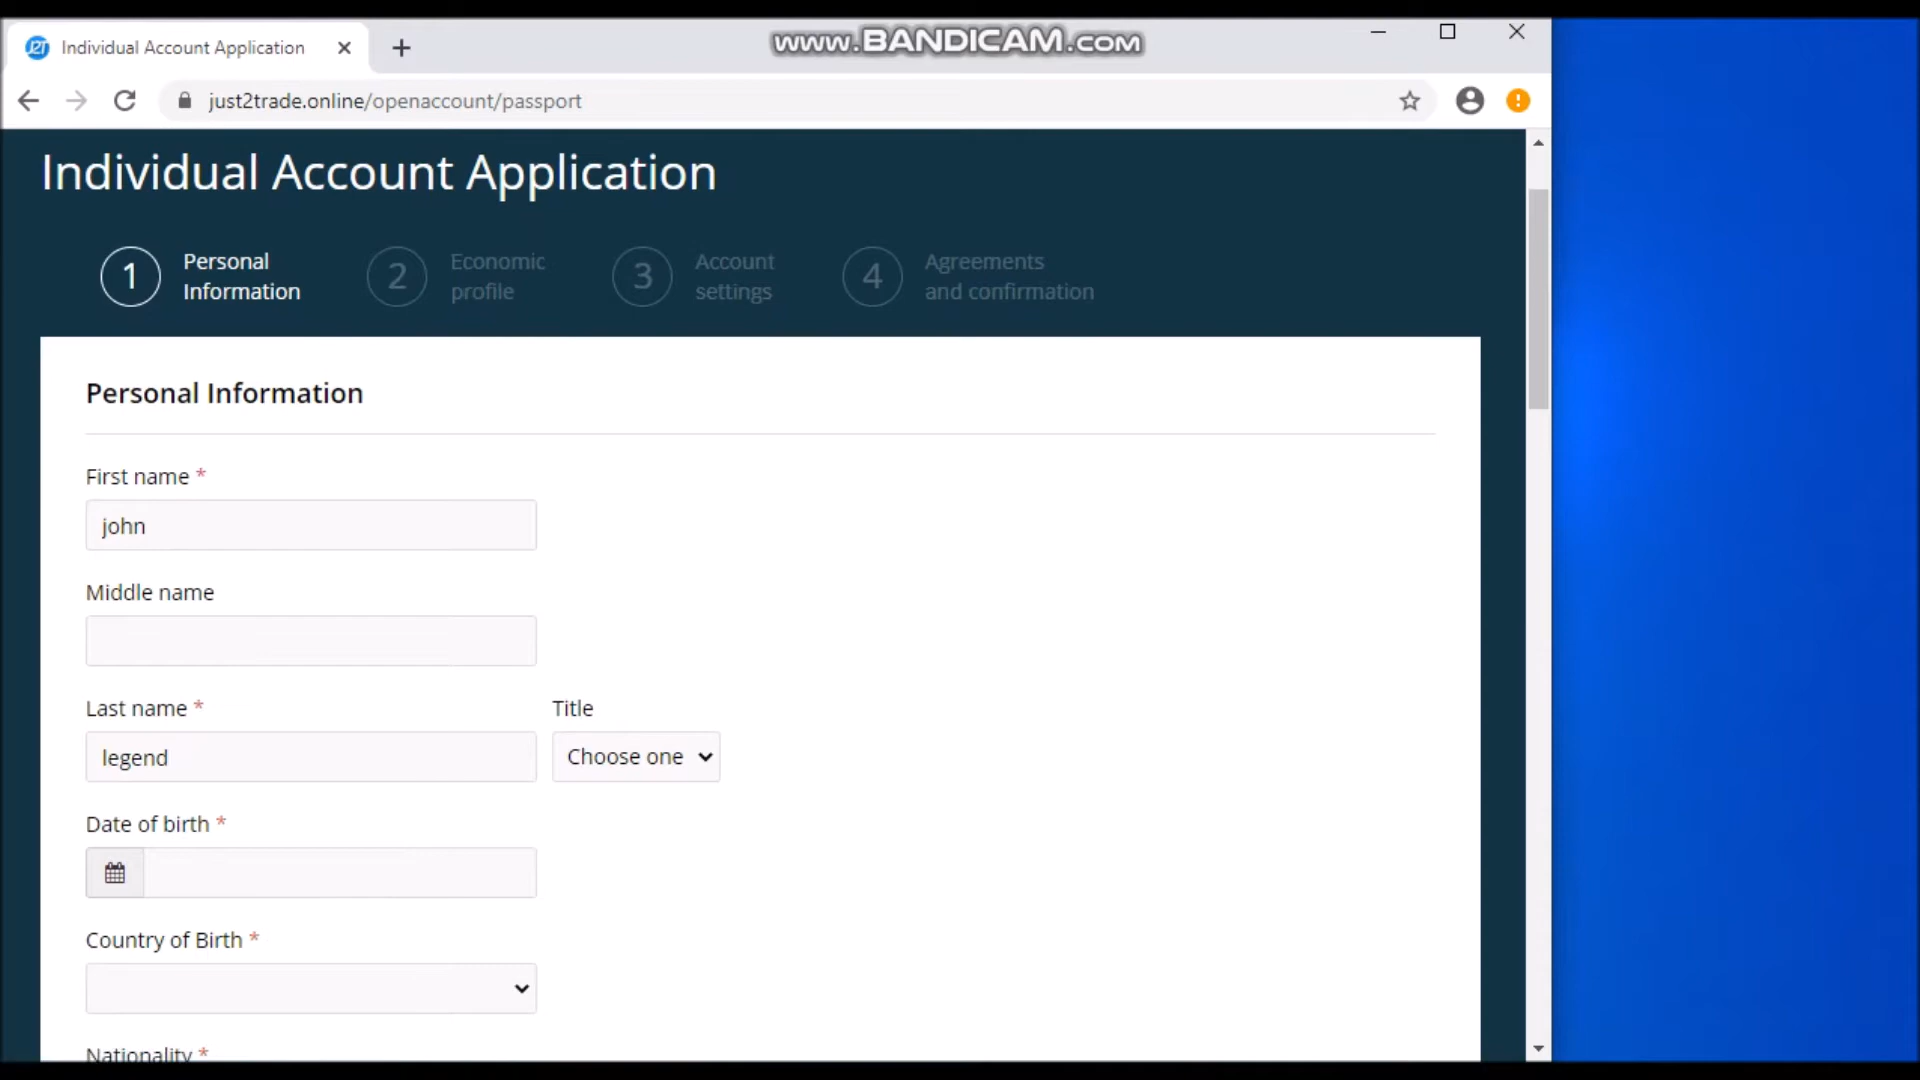 Individual Account Application
www.BANDICAM.com
just2trade.online/openaccount/passport
Individual Account Application
1
Personal
Information
2
Economic
profile
3
Account
settings
4
Agreements
and confirmation
Personal Information
First name *
john
Middle name
Last name *
Title
legend
Choose one
Date of birth *
Country of Birth *
Nationality *